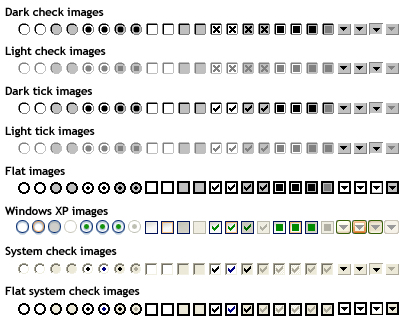 Dark check images
Light check images
Dark tick images
Light tick images
Flat images
Windows XP images
System check images
Flat system check images